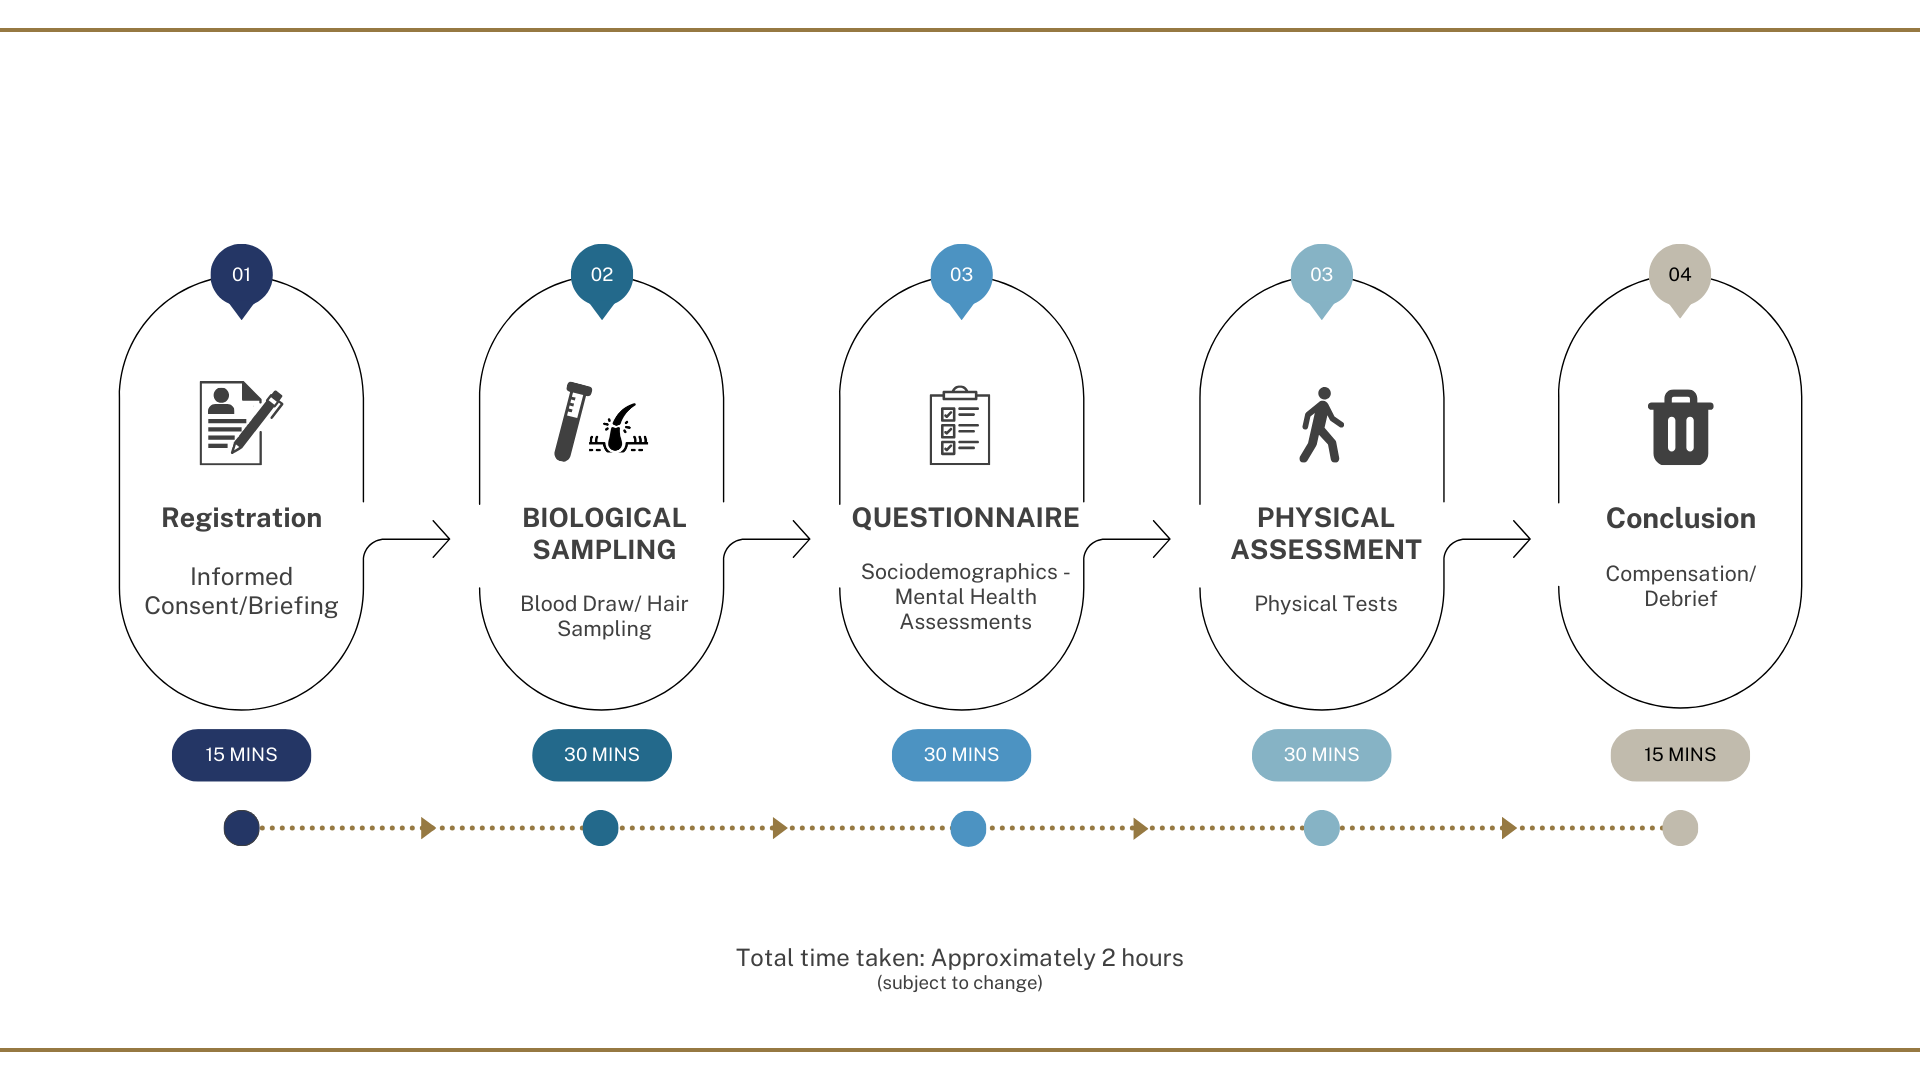 01
Registration
Informed
Consent/Briefing
15 MINS
02
BIOLOGICAL
SAMPLING
Blood Draw/ Hair
Sampling
30 MINS
03
QUESTIONNAIRE
Sociodemographics -
Mental Health
Assessments
30 MINS
03
PHYSICAL
ASSESSMENT
Physical Tests
30 MINS
04
Conclusion
Compensation/
Debrief
15 MINS
Total time taken: Approximately 2 hours
(subject to change)